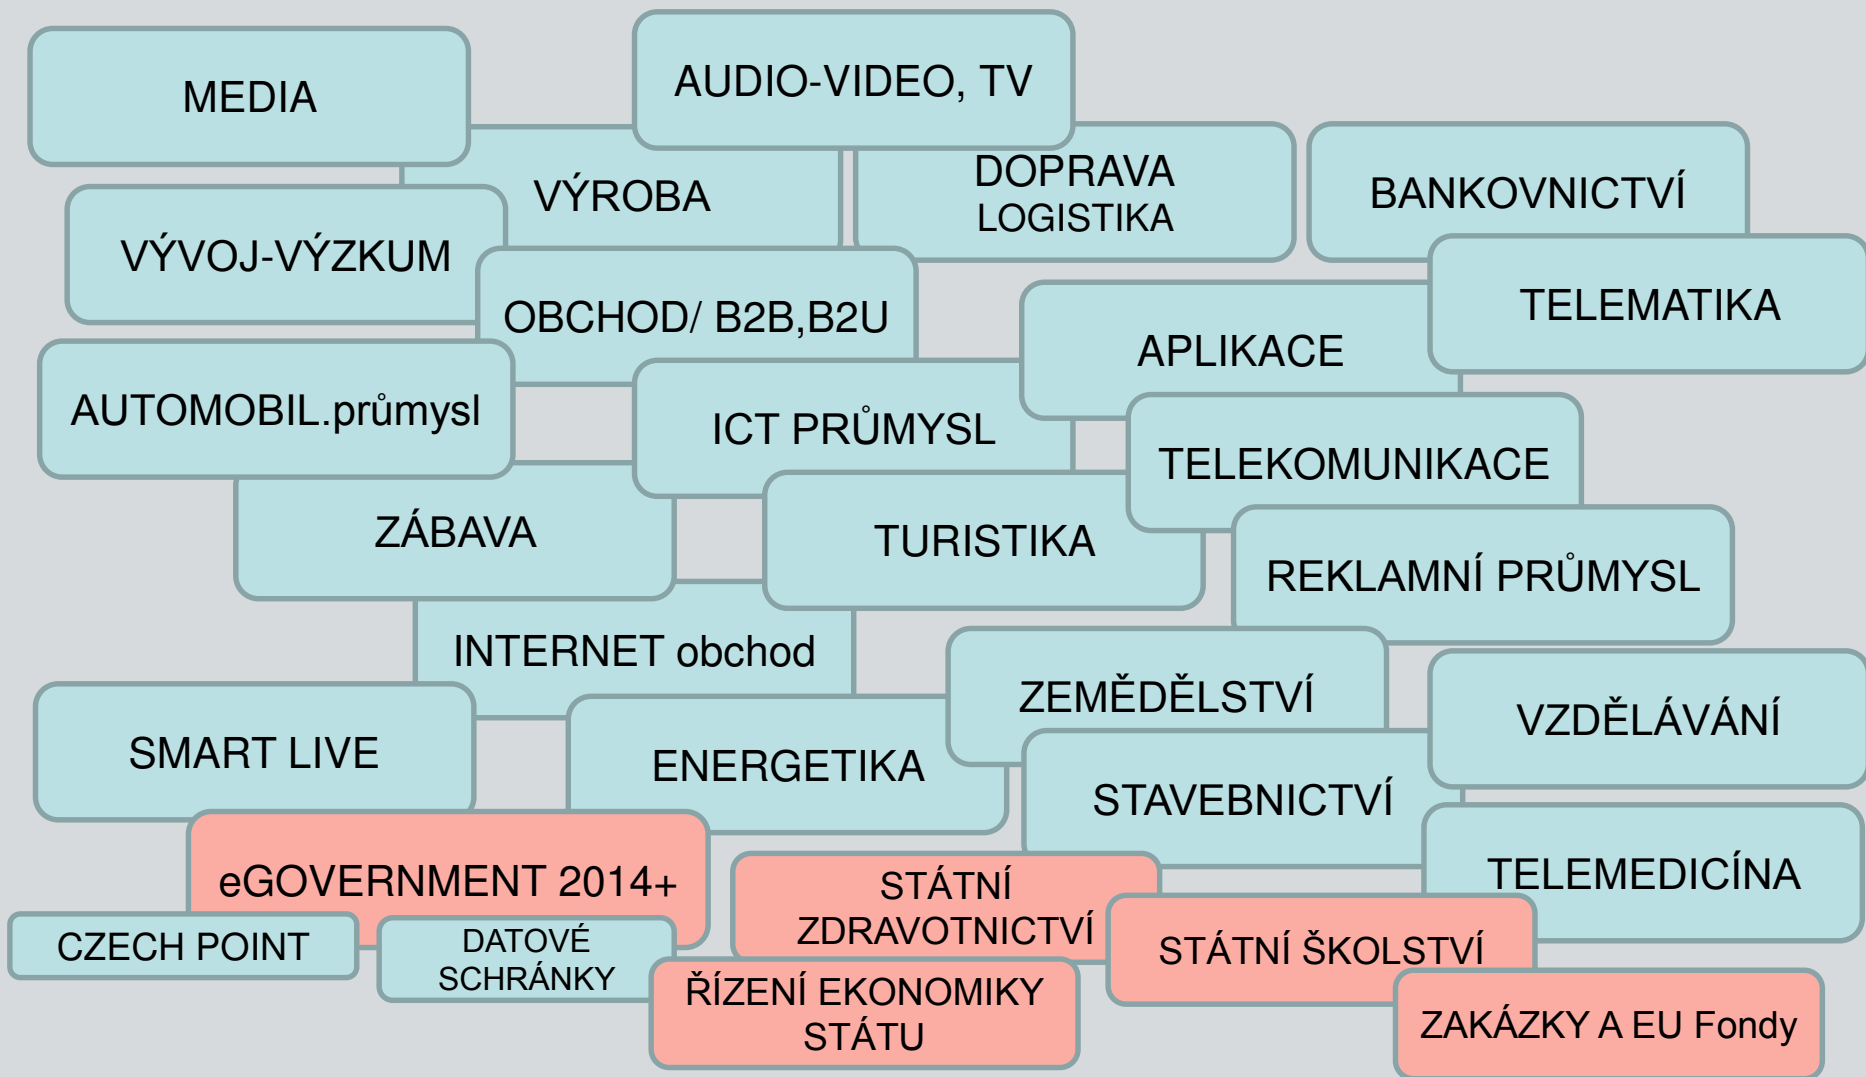 MEDIA
AUDIO-VIDEO, TV
VÝROBA
DOPRAVA
LOGISTIKA
BANKOVNICTVÍ
VÝVOJ-VÝZKUM
OBCHOD/ B2B,B2U
TELEMATIKA
APLIKACE
AUTOMOBIL.průmysl
ICT PRŮMYSL
TELEKOMUNIKACE
ZÁBAVA
TURISTIKA
REKLAMNÍ PRŮMYSL
INTERNET obchod
ZEMĚDĚLSTVÍ
VZDĚLÁVÁNÍ
SMART LIVE
ENERGETIKA
STAVEBNICTVÍ
TELEMEDICÍNA
eGOVERNMENT 2014+
STÁTNÍ
ZDRAVOTNICTVÍ
STÁTNÍ ŠKOLSTVÍ
CZECH POINT
DATOVÉ
SCHRÁNKY
ŘÍZENÍ EKONOMIKY
STÁTU
ZAKÁZKY A EU Fondy